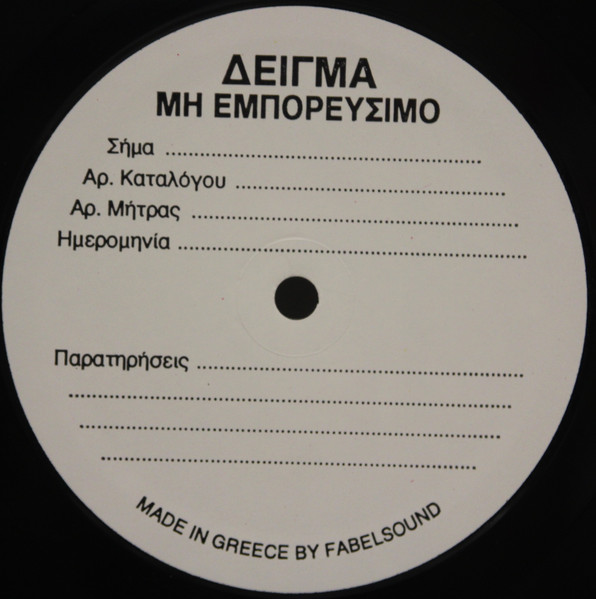 ΔΕΙΓΜΑ
ΜΗ ΕΜΠΟΡΕΥΣΙΜΟ
Σήμα ................................................
Αρ. Καταλόγου ................................................
Αρ. Μήτρας ................................................
Ημερομηνία ................................................
Παρατηρήσεις ................................................
................................................
................................................
................................................
MADE IN GREECE BY FABELSOUND